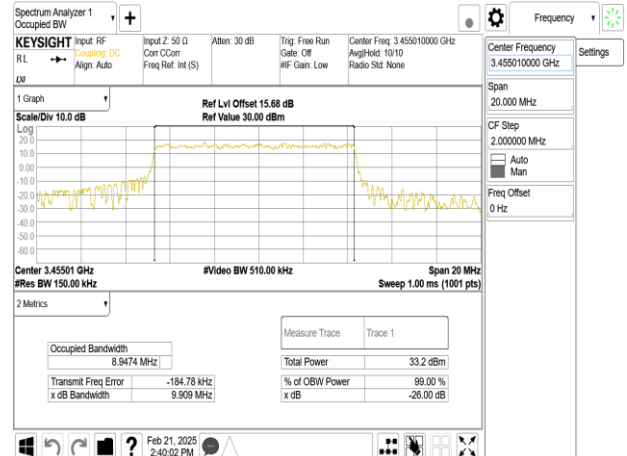 Spectrum Analyzer 1
Occupied BW
Frequency
KEYSIGHT
Input: RF
Input Z: 50 Ω
Atten: 30 dB
Trig: Free Run
Center Freq: 3.455010000 GHz
RL
Coupling: DC
Corr CCorr
Gate: Off
Avg|Hold: 10/10
Align: Auto
Freq Ref: Int (S)
#IF Gain: Low
Radio Std: None
LXI
Center Frequency
3.455010000 GHz
Settings
Span
20.000 MHz
CF Step
2.000000 MHz
Auto
Man
Freq Offset
0 Hz
1 Graph
Ref Lvl Offset 15.68 dB
Scale/Div 10.0 dB
Ref Value 30.00 dBm
Log
20.0
10.0
0.00
-10.0
-20.0
-30.0
-40.0
-50.0
-60.0
Center 3.45501 GHz
#Video BW 510.00 kHz
Span 20 MHz
#Res BW 150.00 kHz
Sweep 1.00 ms (1001 pts)
2 Metrics
Measure Trace
Trace 1
Occupied Bandwidth
8.9474 MHz
Total Power
33.2 dBm
Transmit Freq Error
-184.78 kHz
% of OBW Power
99.00 %
x dB Bandwidth
9.909 MHz
x dB
-26.00 dB
?
Feb 21, 2025
2:40:02 PM